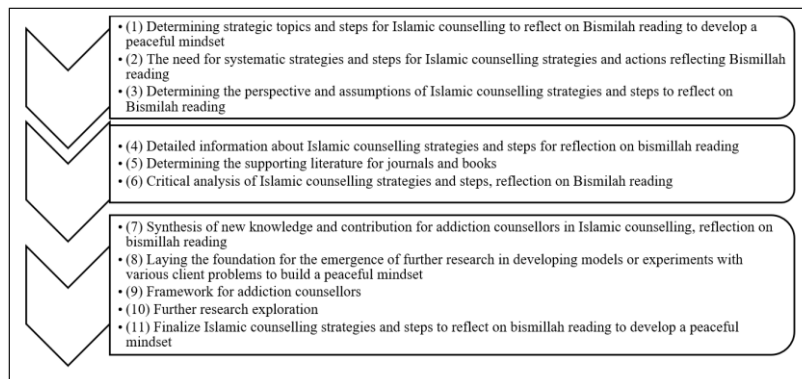 • (1) Determining strategic topics and steps for Islamic counselling to reflect on Bismilah reading to develop a
peaceful mindset
• (2) The need for systematic strategies and steps for Islamic counselling strategies and actions reflecting Bismillah
reading
• (3) Determining the perspective and assumptions of Islamic counselling strategies and steps to reflect on
Bismilah reading
• (4) Detailed information about Islamic counselling strategies and steps for reflection on bismillah reading
• (5) Determining the supporting literature for journals and books
• (6) Critical analysis of Islamic counselling strategies and steps, reflection on Bismilah reading
• (7) Synthesis of new knowledge and contribution for addiction counsellors in Islamic counselling, reflection on
bismillah reading
• (8) Laying the foundation for the emergence of further research in developing models or experiments with
various client problems to build a peaceful mindset
• (9) Framework for addiction counsellors
• (10) Further research exploration
• (11) Finalize Islamic counselling strategies and steps to reflect on bismillah reading to develop a peaceful
mindset